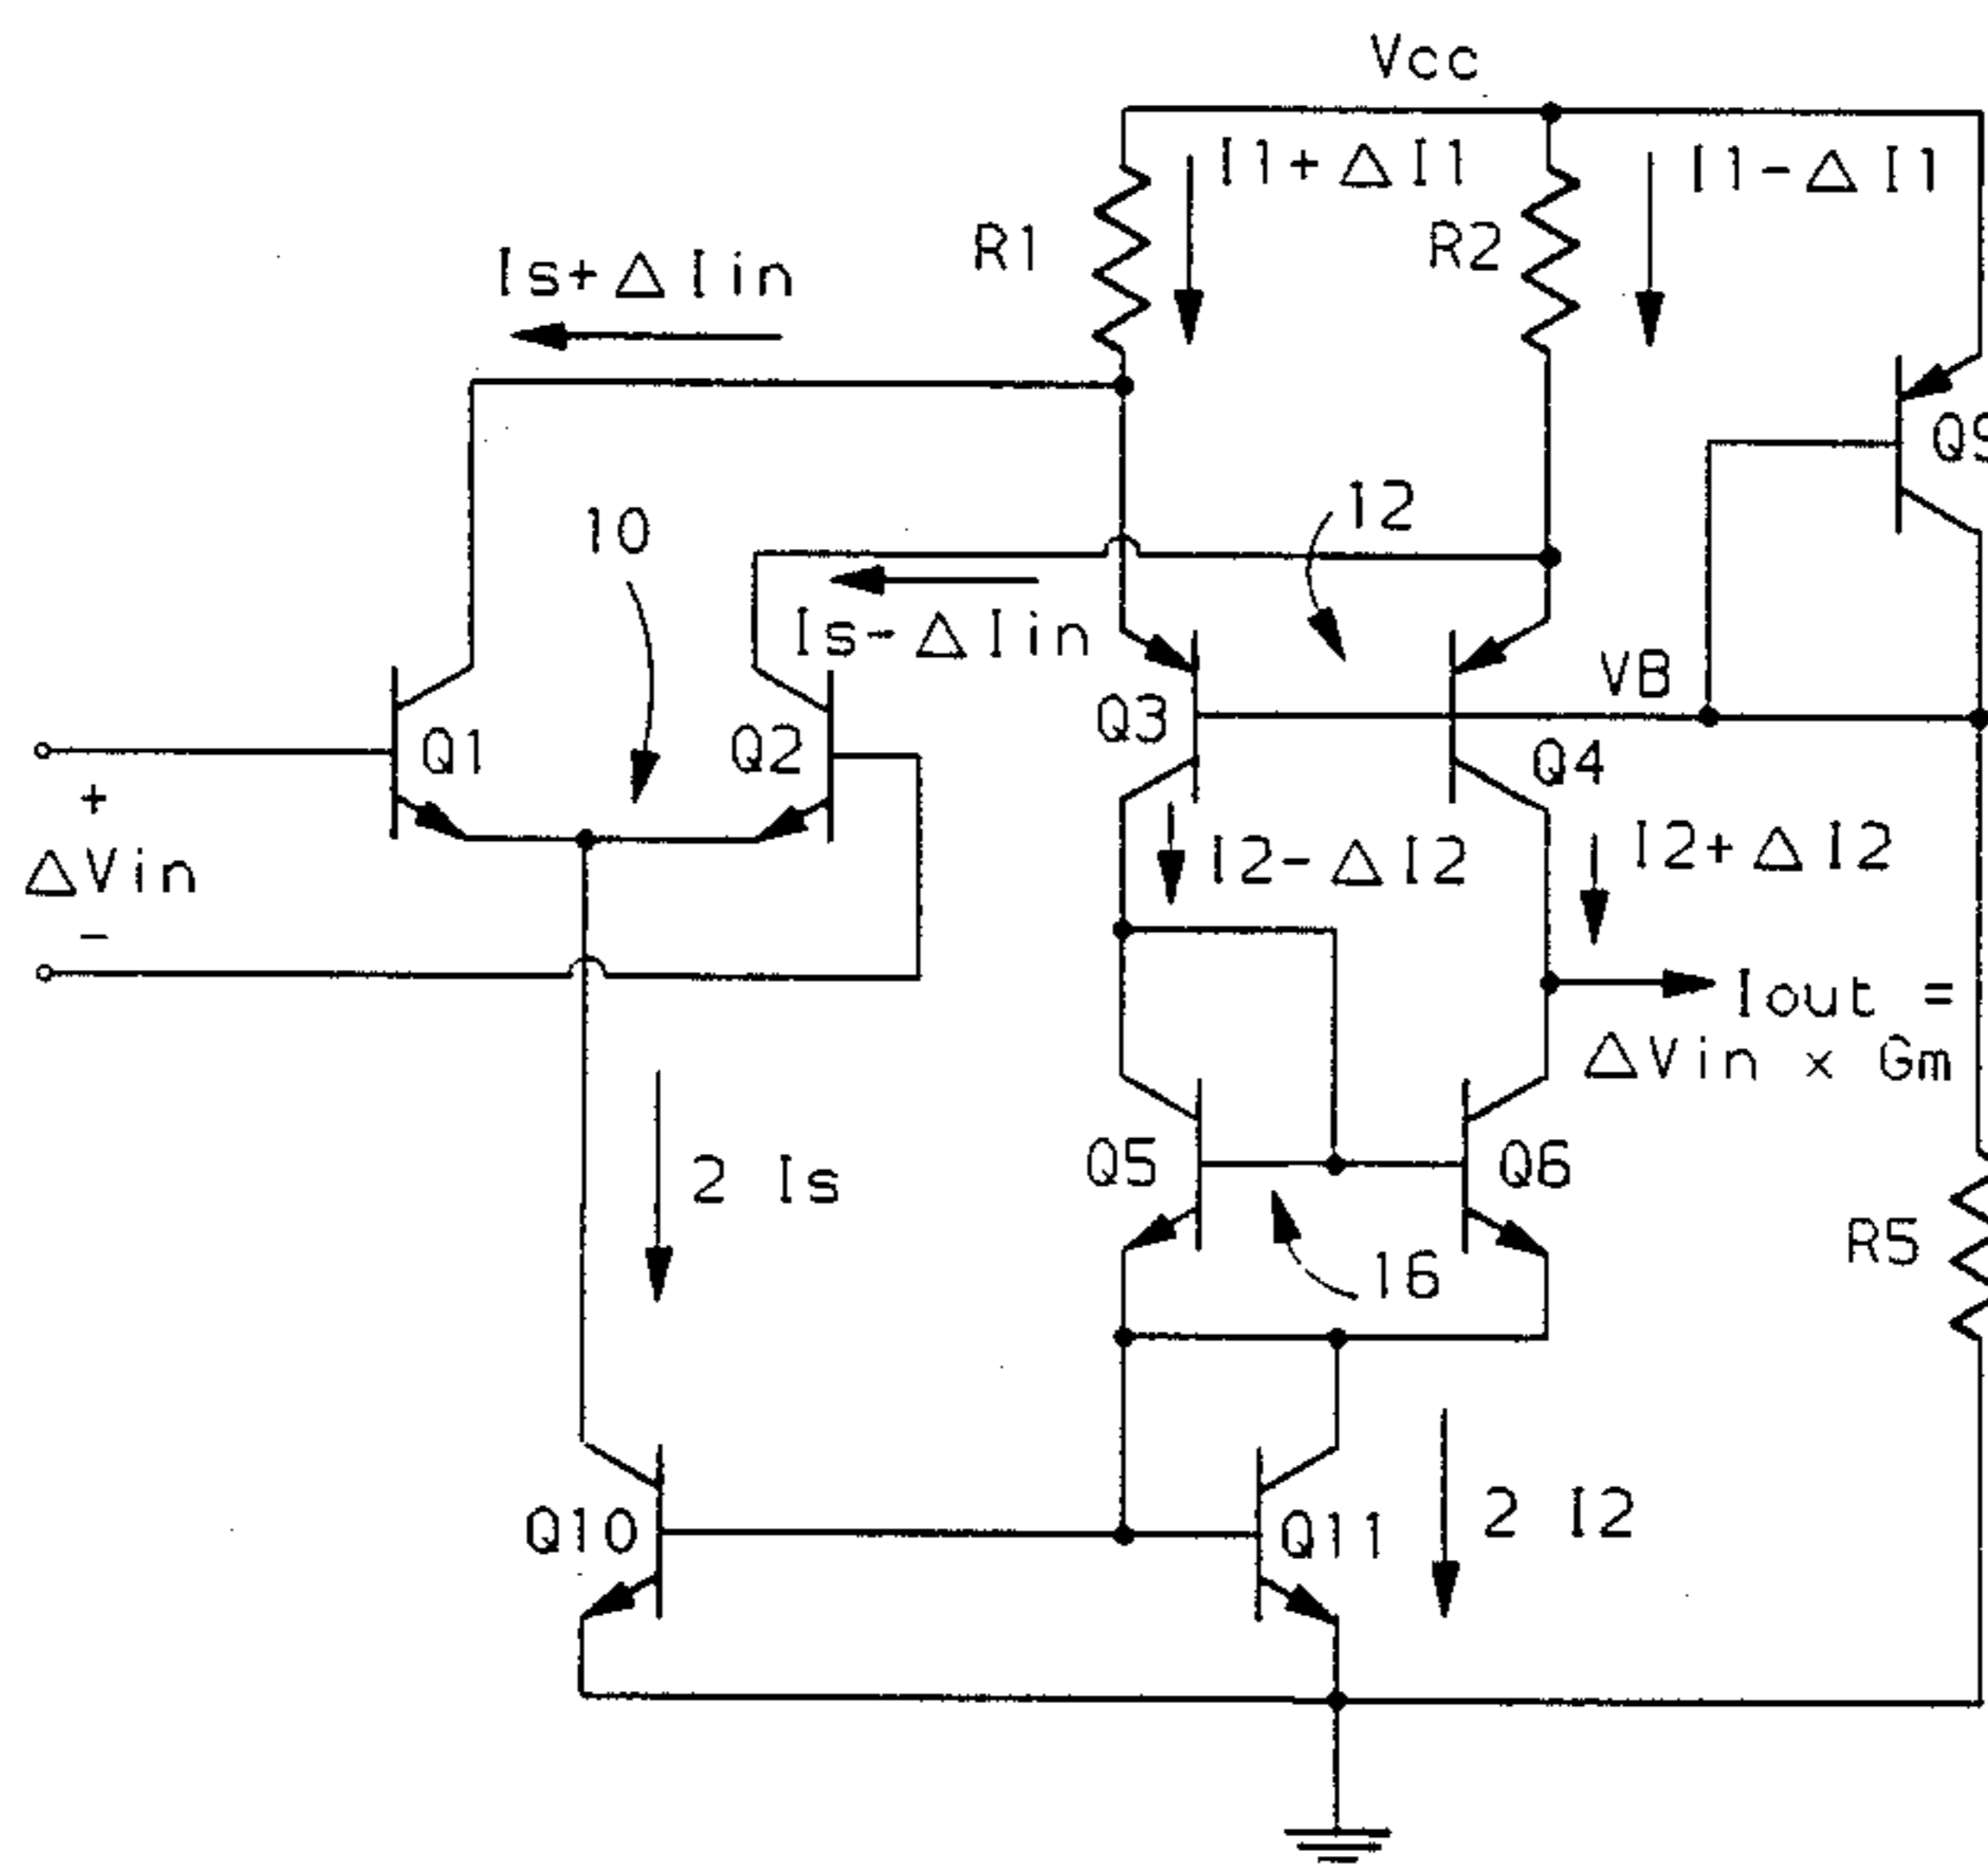 Vcc
I1+ΔI1
I1-ΔI1
R1
R2
Is+ΔIin
Q9
12
10
Is-ΔIin
VB
Q3
Q4
Q1
Q2
+
ΔVin
-
I2-ΔI2
I2+ΔI2
Iout =
ΔVin x Gm
Q5
Q6
2 Is
R5
16
2 I2
Q10
Q11